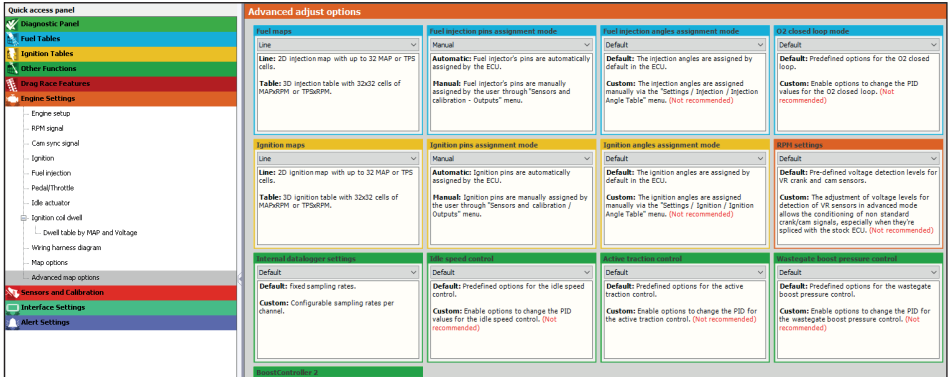 Quick access panel
Diagnostic Panel
Fuel Tables
Ignition Tables
Other Functions
Drag Race Features
Engine Settings
Engine setup
RPM signal
Cam sync signal
Ignition
Fuel injection
Pedal/Throttle
Idle actuator
Ignition coil dwell
Dwell table by MAP and Voltage
Wiring harness diagram
Map options
Advanced map options
Sensors and Calibration
Interface Settings
Alert Settings
Advanced adjust options
Fuel maps
Line
Line: 2D injection map with up to 32 MAP or TPS
cells.
Table: 3D injection table with 32x32 cells of
MAPxRPM or TPSxRPM.
Fuel injection pins assignment mode
Manual
Automatic: Fuel injector's pins are automatically
assigned by the ECU.
Manual: Fuel injector's pins are manually
assigned by the user through "Sensors and
calibration - Outputs" menu.
Fuel injection angles assignment mode
Default
Default: The injection angles are assigned by
default in the ECU.
Custom: The injection angles are assigned
manually via the "Settings / Injection / Injection
Angle Table" menu. (Not recommended)
O2 closed loop mode
Default
Default: Predefined options for the O2 closed
loop.
Custom: Enable options to change the PID
values for the O2 closed loop. (Not
recommended)
Ignition maps
Line
Line: 2D ignition map with up to 32 MAP or TPS
cells.
Table: 3D ignition table with 32x32 cells of
MAPxRPM or TPSxRPM.
Ignition pins assignment mode
Manual
Automatic: Ignition pins are automatically
assigned by the ECU.
Manual: Ignition pins are manually assigned by
the user through "Sensors and calibration /
Outputs" menu.
Ignition angles assignment mode
Default
Default: The ignition angles are assigned by
default in the ECU.
Custom: The ignition angles are assigned
manually via the "Settings / Ignition / Ignition
Angle Table" menu. (Not recommended)
RPM settings
Default
Default: Pre-defined voltage detection levels for
VR crank and cam sensors.
Custom: The adjustment of voltage levels for
detection of VR sensors in advanced mode
allows the conditioning of non standard
crank/cam signals, especially when they're
spliced with the stock ECU. (Not recommended)
Internal datalogger settings
Default
Default: fixed sampling rates.
Custom: Configurable sampling rates per
channel.
Idle speed control
Default
Default: Predefined options for the idle speed
control.
Custom: Enable options to change the PID
values for the idle speed control. (Not
recommended)
Active traction control
Default
Default: Predefined options for the active
traction control.
Custom: Enable options to change the PID for
the active traction control. (Not recommended)
Wastegate boost pressure control
Default
Default: Predefined options for the wastegate
boost pressure control.
Custom: Enable options to change the PID for
the wastegate boost pressure control. (Not
recommended)
BoostController 2